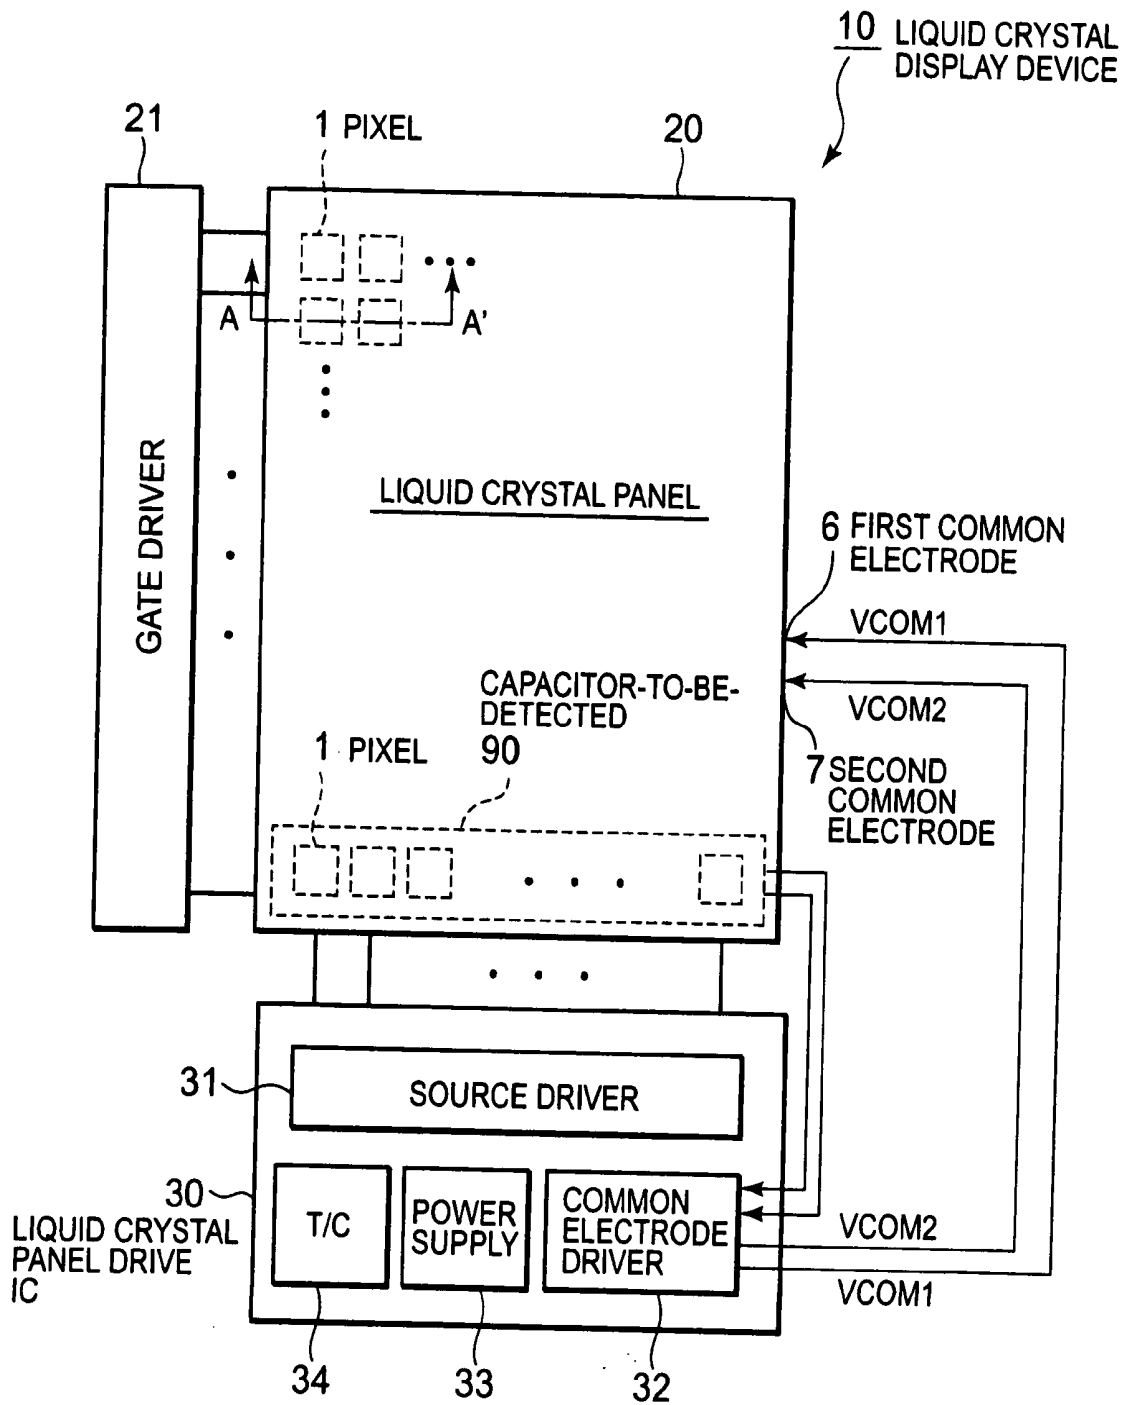 10 LIQUID CRYSTAL
DISPLAY DEVICE
21
1 PIXEL
20
A
A'
GATE DRIVER
LIQUID CRYSTAL PANEL
6 FIRST COMMON
ELECTRODE
VCOM1
VCOM2
CAPACITOR-TO-BE-
DETECTED
90
1 PIXEL
7 SECOND
COMMON
ELECTRODE
31
SOURCE DRIVER
30
LIQUID CRYSTAL
PANEL DRIVE
IC
T/C
POWER
SUPPLY
COMMON
ELECTRODE
DRIVER
VCOM2
VCOM1
34
33
32